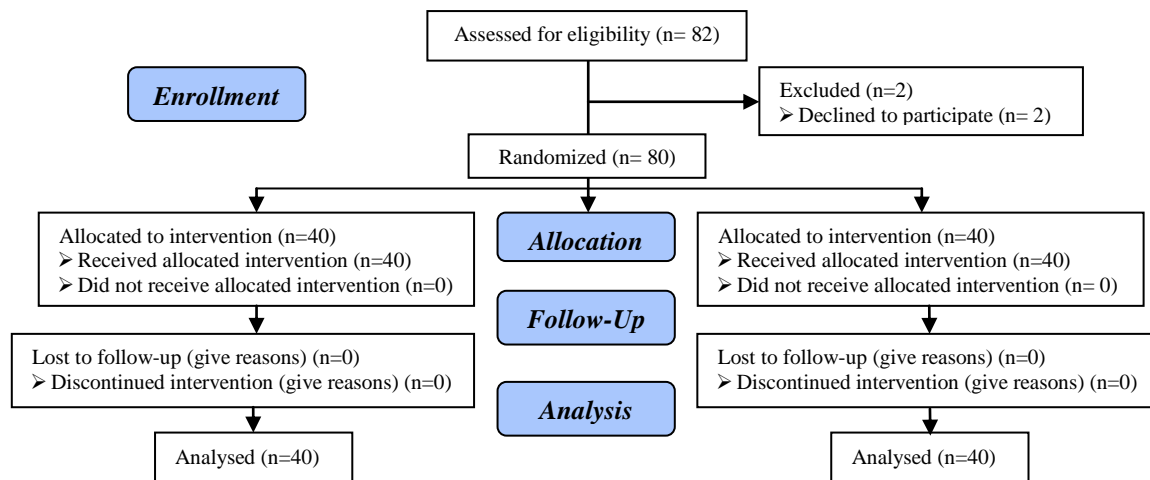 Assessed for eligibility (n= 82)
Enrollment
Excluded (n=2)
➢ Declined to participate (n= 2)
Randomized (n= 80)
Allocated to intervention (n=40)
➢ Received allocated intervention (n=40)
➢ Did not receive allocated intervention (n=0)
Allocation
Allocated to intervention (n=40)
➢ Received allocated intervention (n=40)
➢ Did not receive allocated intervention (n= 0)
Follow-Up
Lost to follow-up (give reasons) (n=0)
➢ Discontinued intervention (give reasons) (n=0)
Lost to follow-up (give reasons) (n=0)
➢ Discontinued intervention (give reasons) (n=0)
Analysis
Analysed (n=40)
Analysed (n=40)